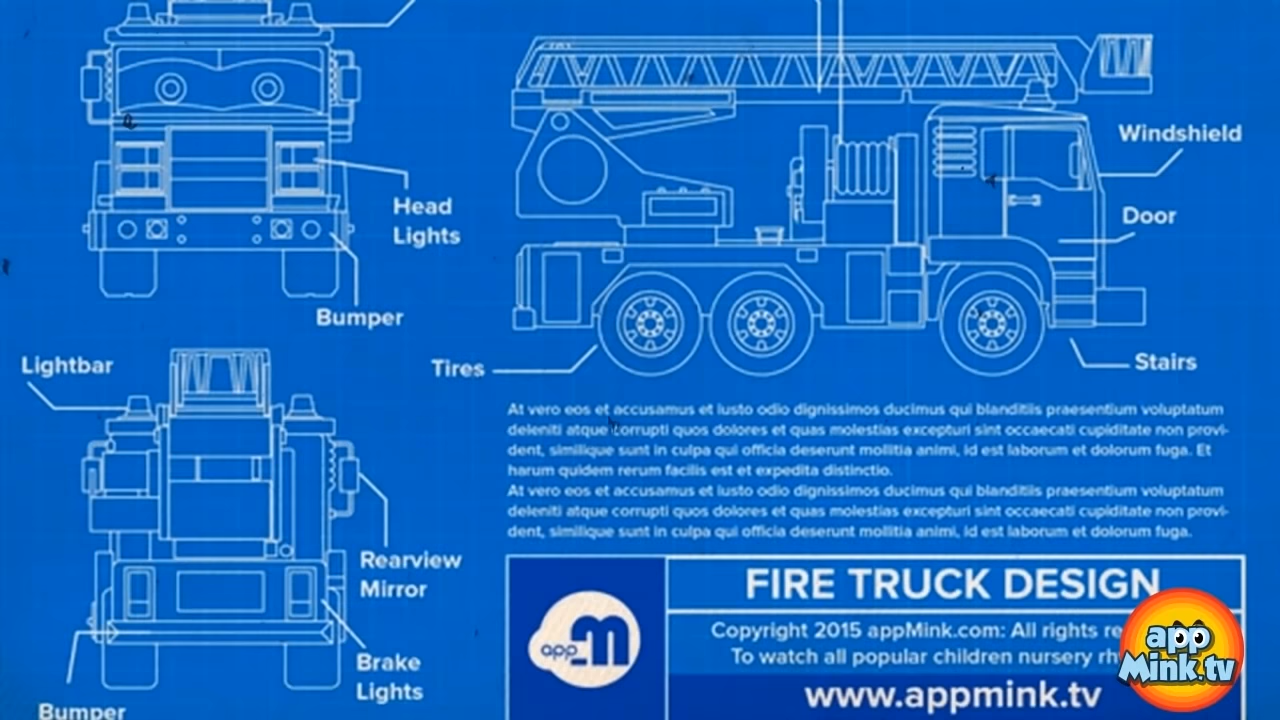 Windshield
Door
Head
Lights
Bumper
Tires
Stairs
Lightbar
At vero eos et accusamus et iusto odio dignissimos ducimus qui blanditiis praesentium voluptatum
deleniti atque corrupti quos dolores et quas molestias excepturi sint occaecati cupiditate non provi-
dent, similique sunt in culpa qui officia deserunt mollitia animi, id est laborum et dolorum fuga. Et
harum quidem rerum facilis est et expedita distinctio.
At vero eos et accusamus et iusto odio dignissimos ducimus qui blanditiis praesentium voluptatum
deleniti atque corrupti quos dolores et quas molestias excepturi sint occaecati cupiditate non provi-
dent, similique sunt in culpa qui officia deserunt mollitia animi, id est laborum et dolorum fuga.
Rearview
Mirror
Brake
Lights
Bumper
app m
FIRE TRUCK DESIGN
Copyright 2015 appMink.com: All rights
To watch all popular children nursery
www.appmink.tv
app
Mink.tv